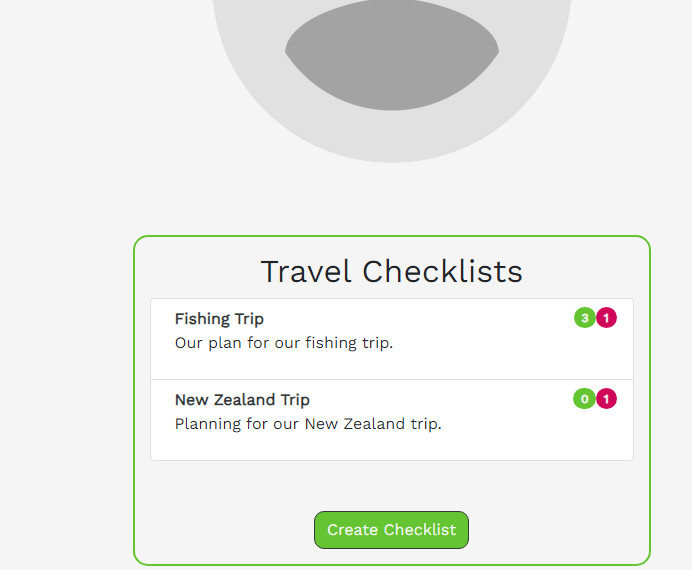 Travel Checklists
Fishing Trip 3 1
Our plan for our fishing trip.
New Zealand Trip 0 1
Planning for our New Zealand trip.
Create Checklist